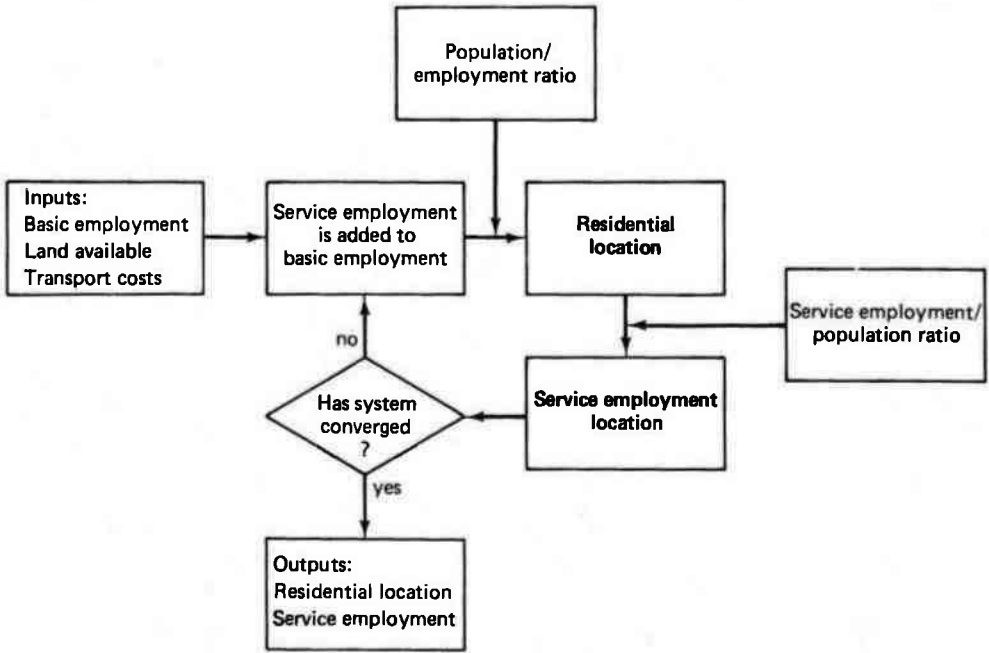 Population/
employment ratio
Inputs:
Basic employment
Land available
Transport costs
Service employment
is added to
basic employment
Residential
location
Service employment/
population ratio
no
Has system
converged
?
Service employment
location
yes
Outputs:
Residential location
Service employment